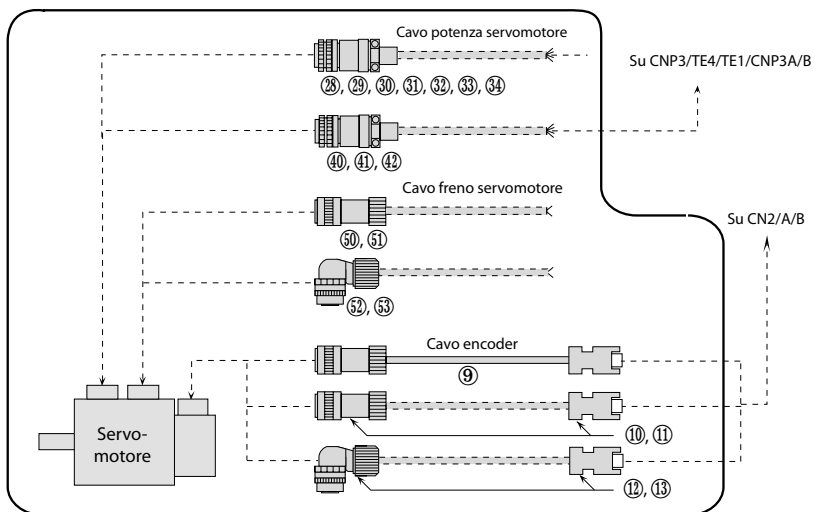 Cavo potenza servomotore
Su CNP3/TE4/TE1/CNP3A/B
㉘, ㉙, ㉚, ㉛, ㉜, ㉝, ㉞
㊵, ㊶, ㊷
Cavo freno servomotore
Su CN2/A/B
50, 51
52, 53
Cavo encoder
⑨
Servo-
motore
⑩, ⑪
⑫, ⑬